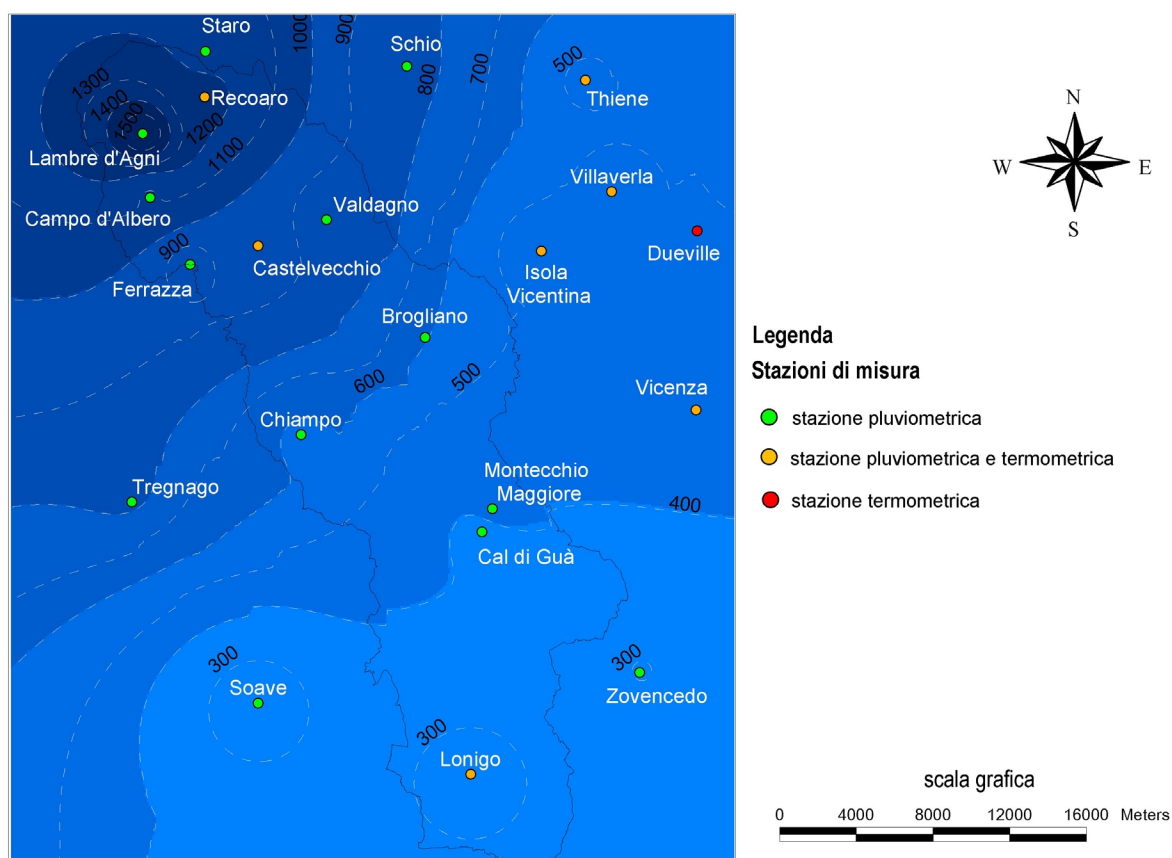 Staro
Schio
1000
900
800
700
500
Thiene
1300
1400
1500
Recoaro
1200
1100
Lambre d'Agni
Campo d'Albero
Valdagno
Villaverla
Dueville
900
Castelvecchio
Ferrazza
Isola
Vicentina
Brogliano
600
500
Vicenza
Chiampo
Tregnago
Montecchio
Maggiore
400
Cal di Guà
300
Soave
300
Zovencedo
300
Lonigo
N
W
E
S
Legenda
Stazioni di misura
stazione pluviometrica
stazione pluviometrica e termometrica
stazione termometrica
scala grafica
0 4000 8000 12000 16000 Meters